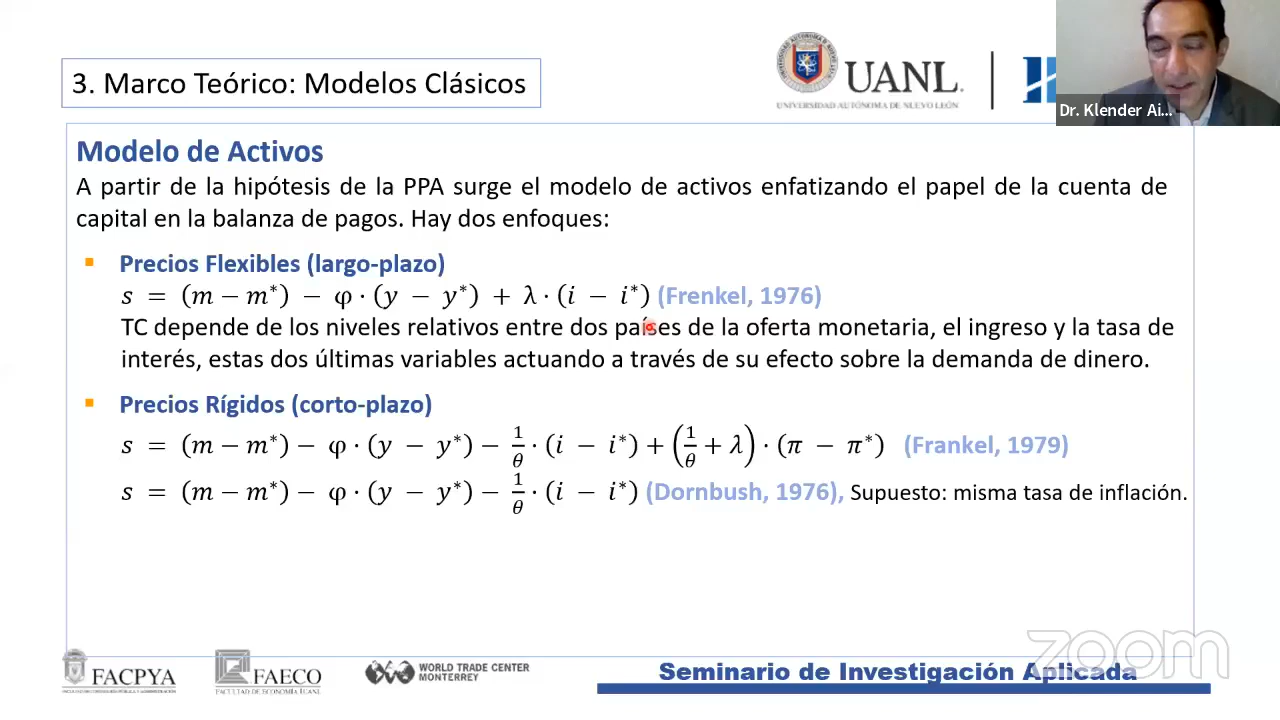 3. Marco Teórico: Modelos Clásicos
UANL
UNIVERSIDAD AUTÓNOMA DE NUEVO LEÓN
Dr. Klender Ai...
Modelo de Activos
A partir de la hipótesis de la PPA surge el modelo de activos enfatizando el papel de la cuenta de
capital en la balanza de pagos. Hay dos enfoques:
▪ Precios Flexibles (largo-plazo)
s = (m − m*) − φ · (y − y*) + λ · (i − i*) (Frenkel, 1976)
TC depende de los niveles relativos entre dos países de la oferta monetaria, el ingreso y la tasa de
interés, estas dos últimas variables actuando a través de su efecto sobre la demanda de dinero.
▪ Precios Rígidos (corto-plazo)
s = (m − m*) − φ · (y − y*) − 1/θ · (i − i*) + (1/θ + λ) · (π − π*) (Frankel, 1979)
s = (m − m*) − φ · (y − y*) − 1/θ · (i − i*) (Dornbush, 1976), Supuesto: misma tasa de inflación.
zoom
FACPYA
FAECO
FACULTAD DE ECONOMÍA UANL
WORLD TRADE CENTER
MONTERREY
Seminario de Investigación Aplicada